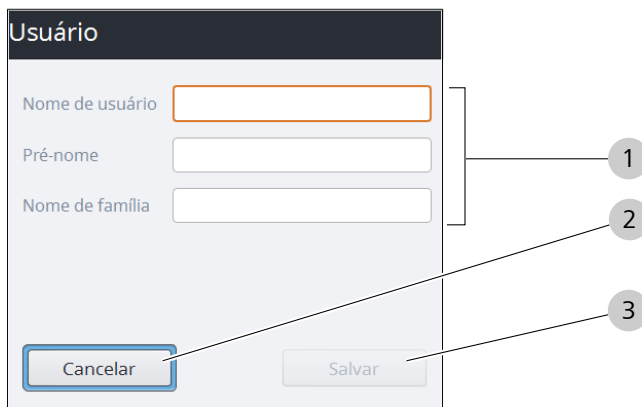 Usuário
Nome de usuário
Pré-nome
1
Nome de família
2
3
Cancelar
Salvar